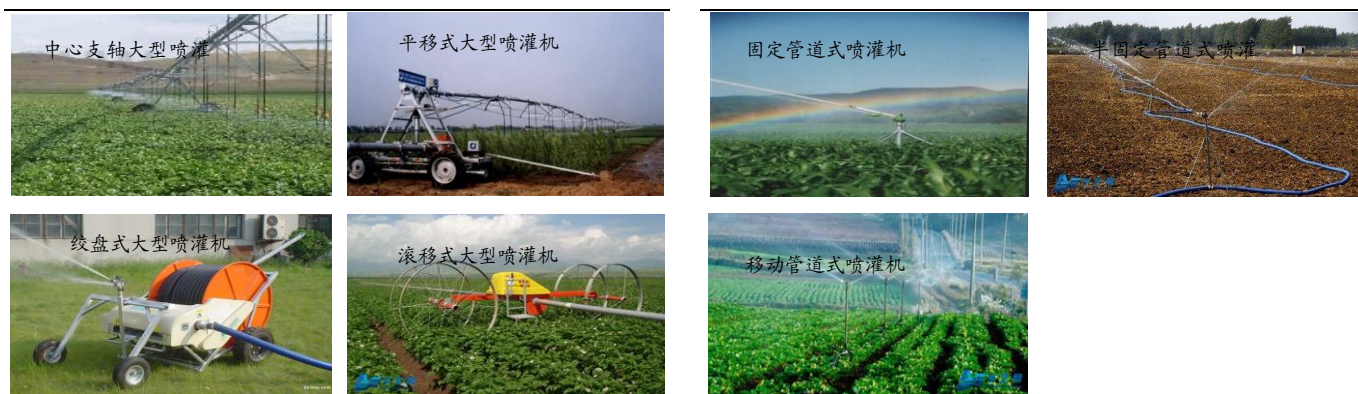 中心支轴大型喷灌
平移式大型喷灌机
固定管道式喷灌机
半固定管道式喷灌
绞盘式大型喷灌机
滚移式大型喷灌机
移动管道式喷灌机